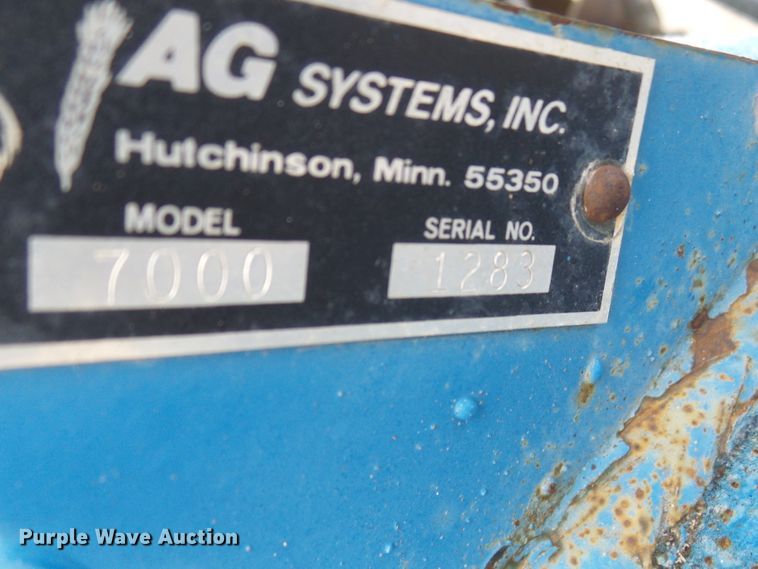 AG SYSTEMS, INC.
Hutchinson, Minn. 55350
MODEL SERIAL NO.
7000 1283
Purple Wave Auction